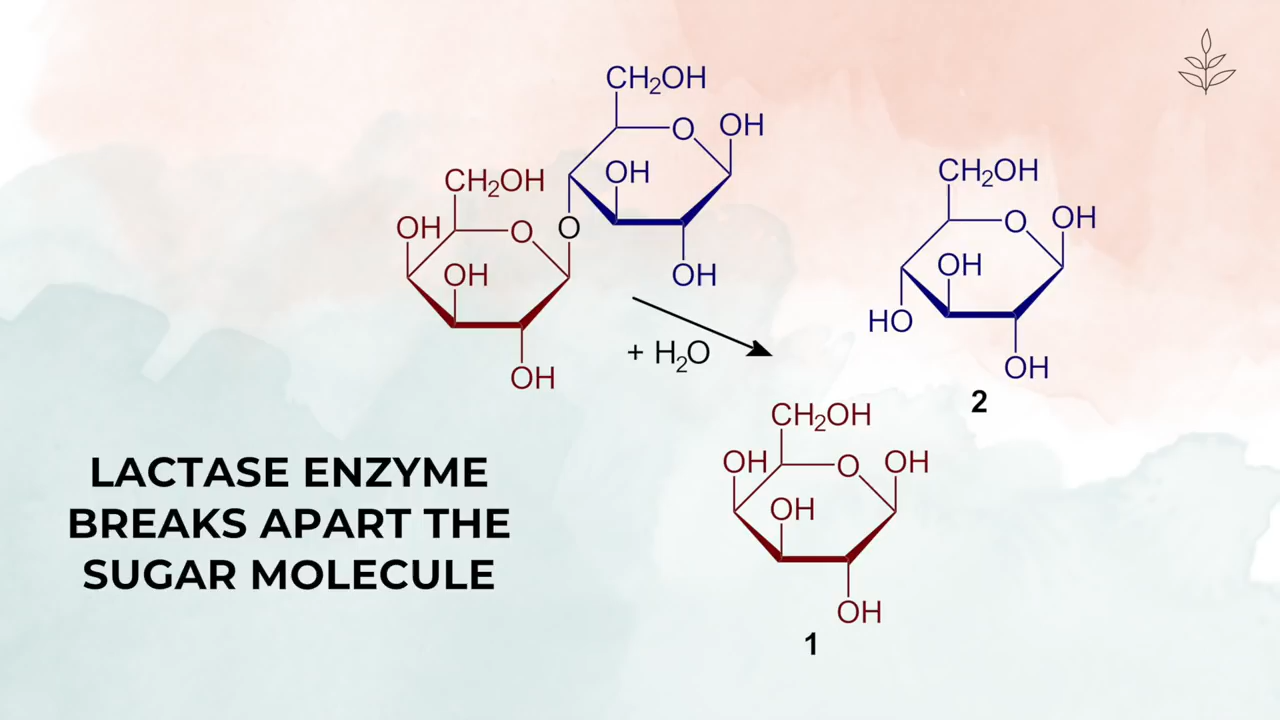 CH₂OH
O
OH
OH
OH
CH₂OH
OH
O
OH
OH
O
+ H₂O
CH₂OH
O
OH
OH
HO
OH
2
CH₂OH
OH
O
OH
OH
OH
1
LACTASE ENZYME
BREAKS APART THE
SUGAR MOLECULE